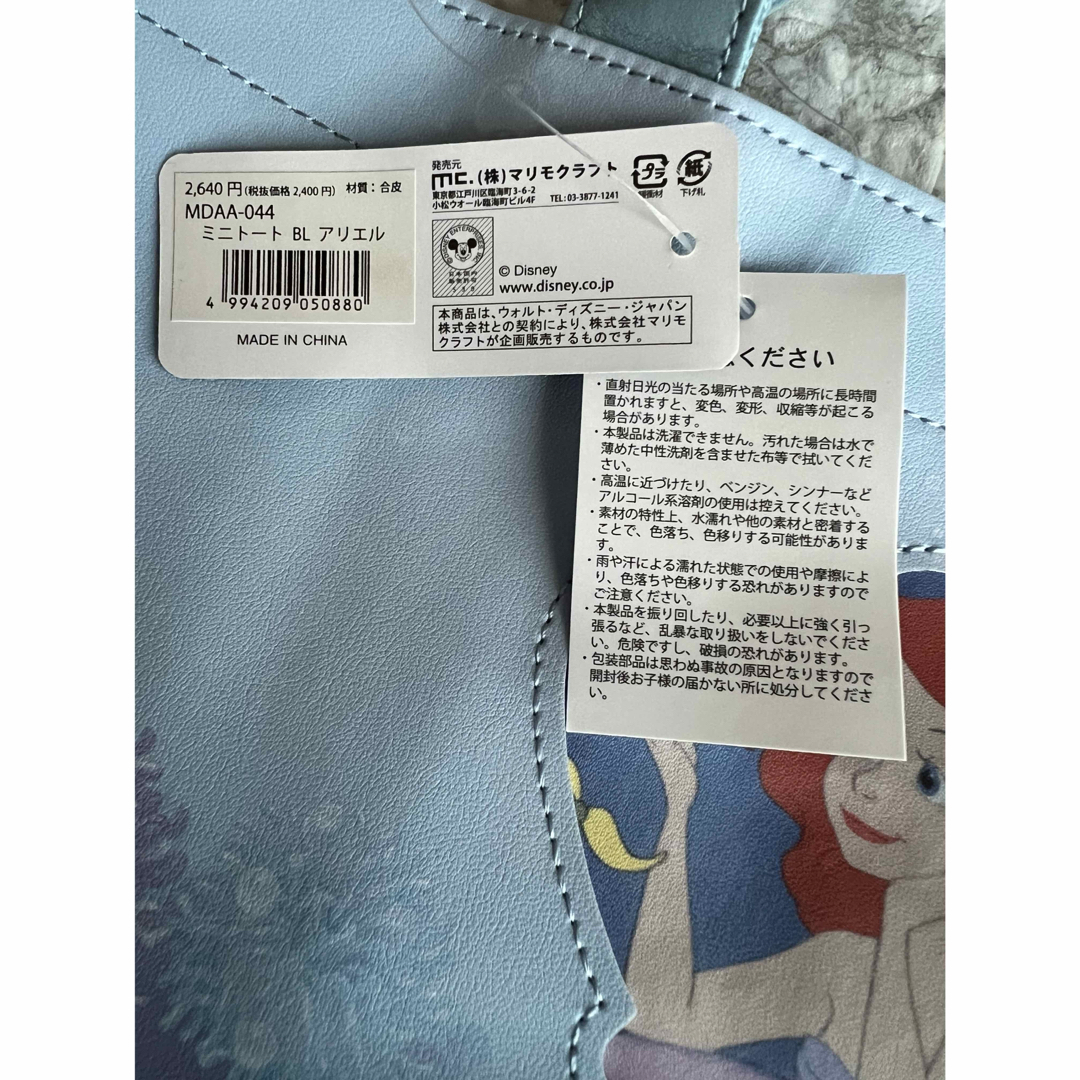 2,640円(税抜価格 2,400円) 材質:合皮
MDAA-044
ミニトート BL アリエル
4 994209 050880
MADE IN CHINA
発売元
mc.(株)マリモクラフト
東京都江戸川区臨海町3-6-2
小松ウオール臨海町ビル4F TEL:03-3877-1241
プラ
紙
下げ札
© Disney
www.disney.co.jp
本商品は、ウォルト・ディズニー・ジャパン
株式会社との契約により、株式会社マリモ
クラフトが企画販売するものです。
ください
・直射日光の当たる場所や高温の場所に長時間
置かれますと、変色、変形、収縮等が起こる
場合があります。
・本製品は洗濯できません。汚れた場合は水で
薄めた中性洗剤を含ませた布等で拭いてくだ
さい。
・高温に近づけたり、ベンジン、シンナーなど
アルコール系溶剤の使用は控えてください。
・素材の特性上、水濡れや他の素材と密着する
ことで、色落ち、色移りする可能性がありま
す。
・雨や汗による濡れた状態での使用や摩擦によ
り、色落ちや色移りする恐れがありますので
ご注意ください。
・本製品を振り回したり、必要以上に強く引っ
張るなど、乱暴な取り扱いをしないでくださ
い。危険ですし、破損の恐れがあります。
・包装部品は思わぬ事故の原因となりますので
開封後お子様の届かない所に処分してくださ
い。